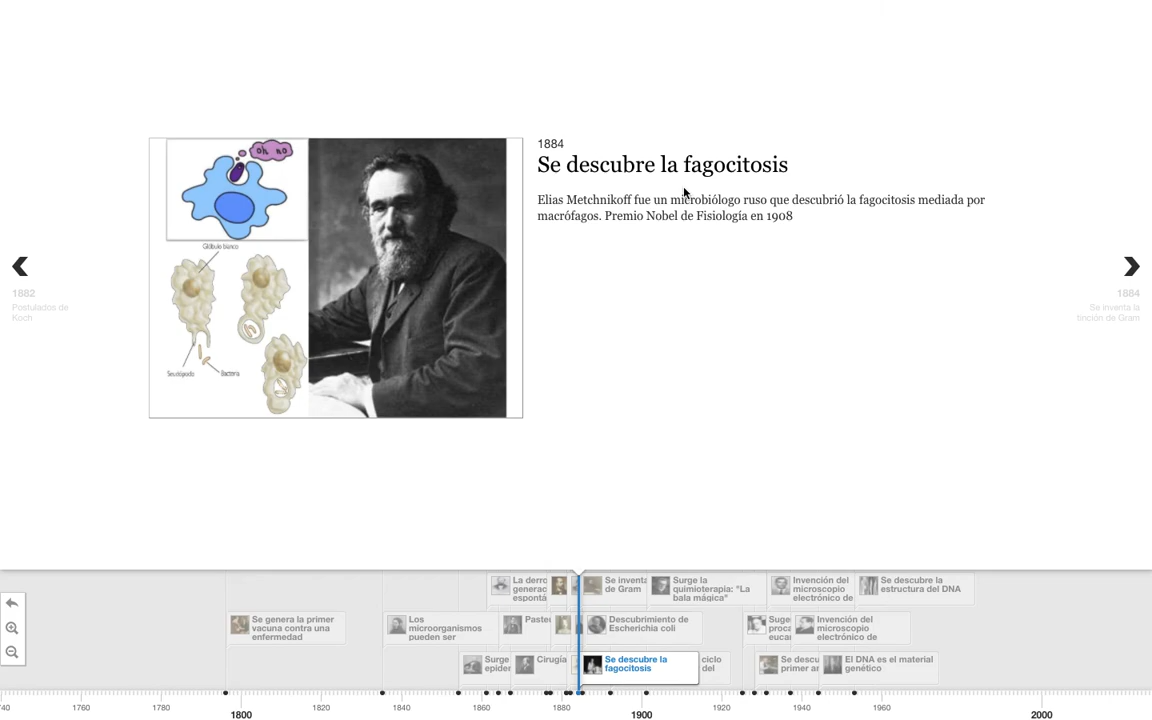 oh no
Glóbulo blanco
Seudópodo
Bacteria
1884
Se descubre la fagocitosis
Elias Metchnikoff fue un microbiólogo ruso que descubrió la fagocitosis mediada por
macrófagos. Premio Nobel de Fisiología en 1908
1882
Postulados de
Koch
1884
Se inventa la
tinción de Gram
La derro
generac
espontá
Se inventa
de Gram
Surge la
quimioterapia: "La
bala mágica"
Invención del
microscopio
electrónico de
Se descubre la
estructura del DNA
Se genera la primer
vacuna contra una
enfermedad
Los
microorganismos
pueden ser
Paste
Descubrimiento de
Escherichia coli
Suge
proca
euca
Invención del
microscopio
electrónico de
Surge
epide
Cirugía
Se descubre la
fagocitosis
ciclo
del
Se descu
primer a
El DNA es el material
genético
740 1760 1780 1800 1820 1840 1860 1880 1900 1920 1940 1960 2000